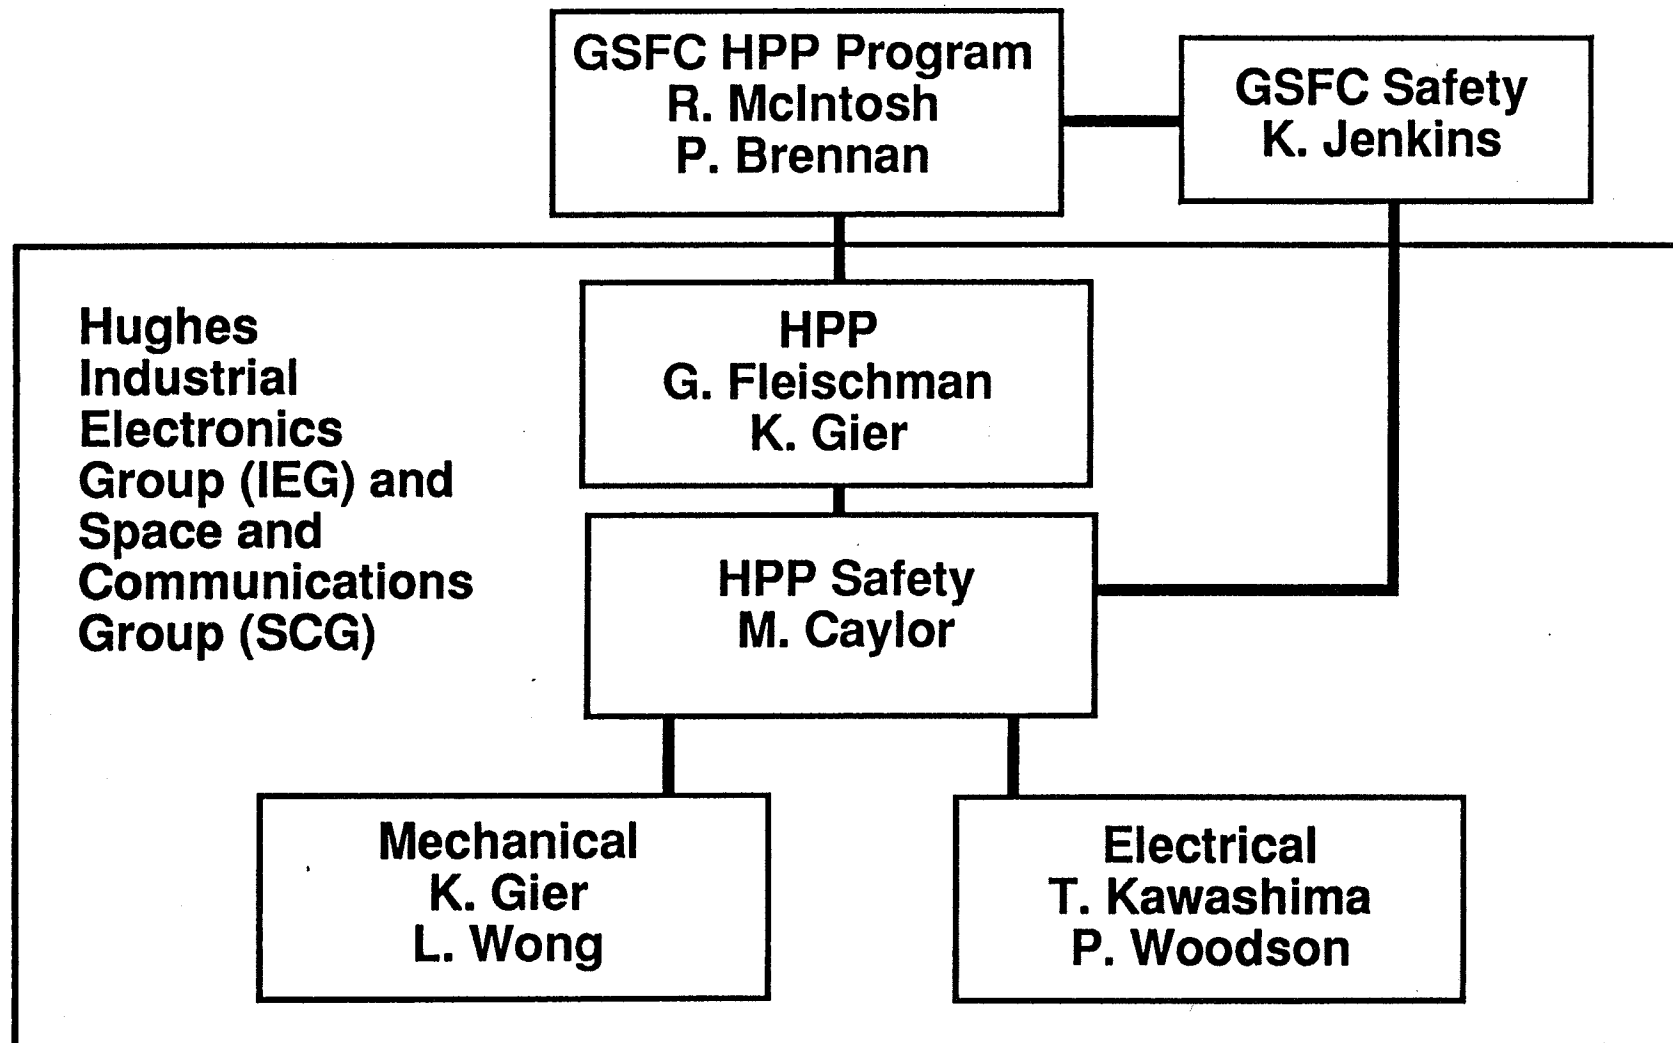 GSFC HPP Program
R. McIntosh
P. Brennan
GSFC Safety
K. Jenkins
Hughes
Industrial
Electronics
Group (IEG) and
Space and
Communications
Group (SCG)
HPP
G. Fleischman
K. Gier
HPP Safety
M. Caylor
Mechanical
K. Gier
L. Wong
Electrical
T. Kawashima
P. Woodson